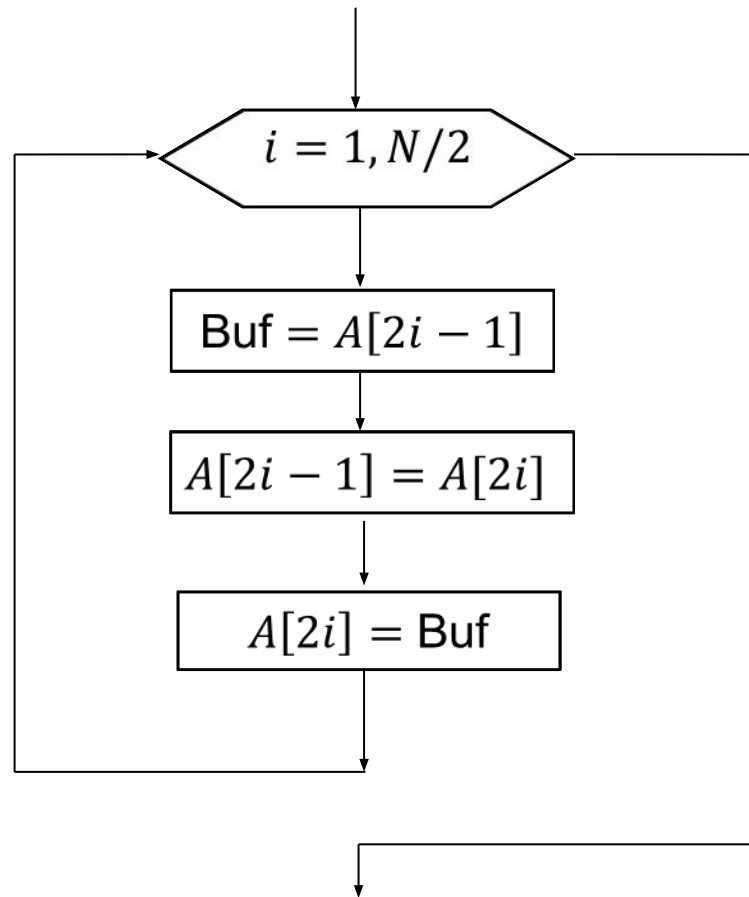 i = 1, N/2
Buf = A[2i − 1]
A[2i − 1] = A[2i]
A[2i] = Buf